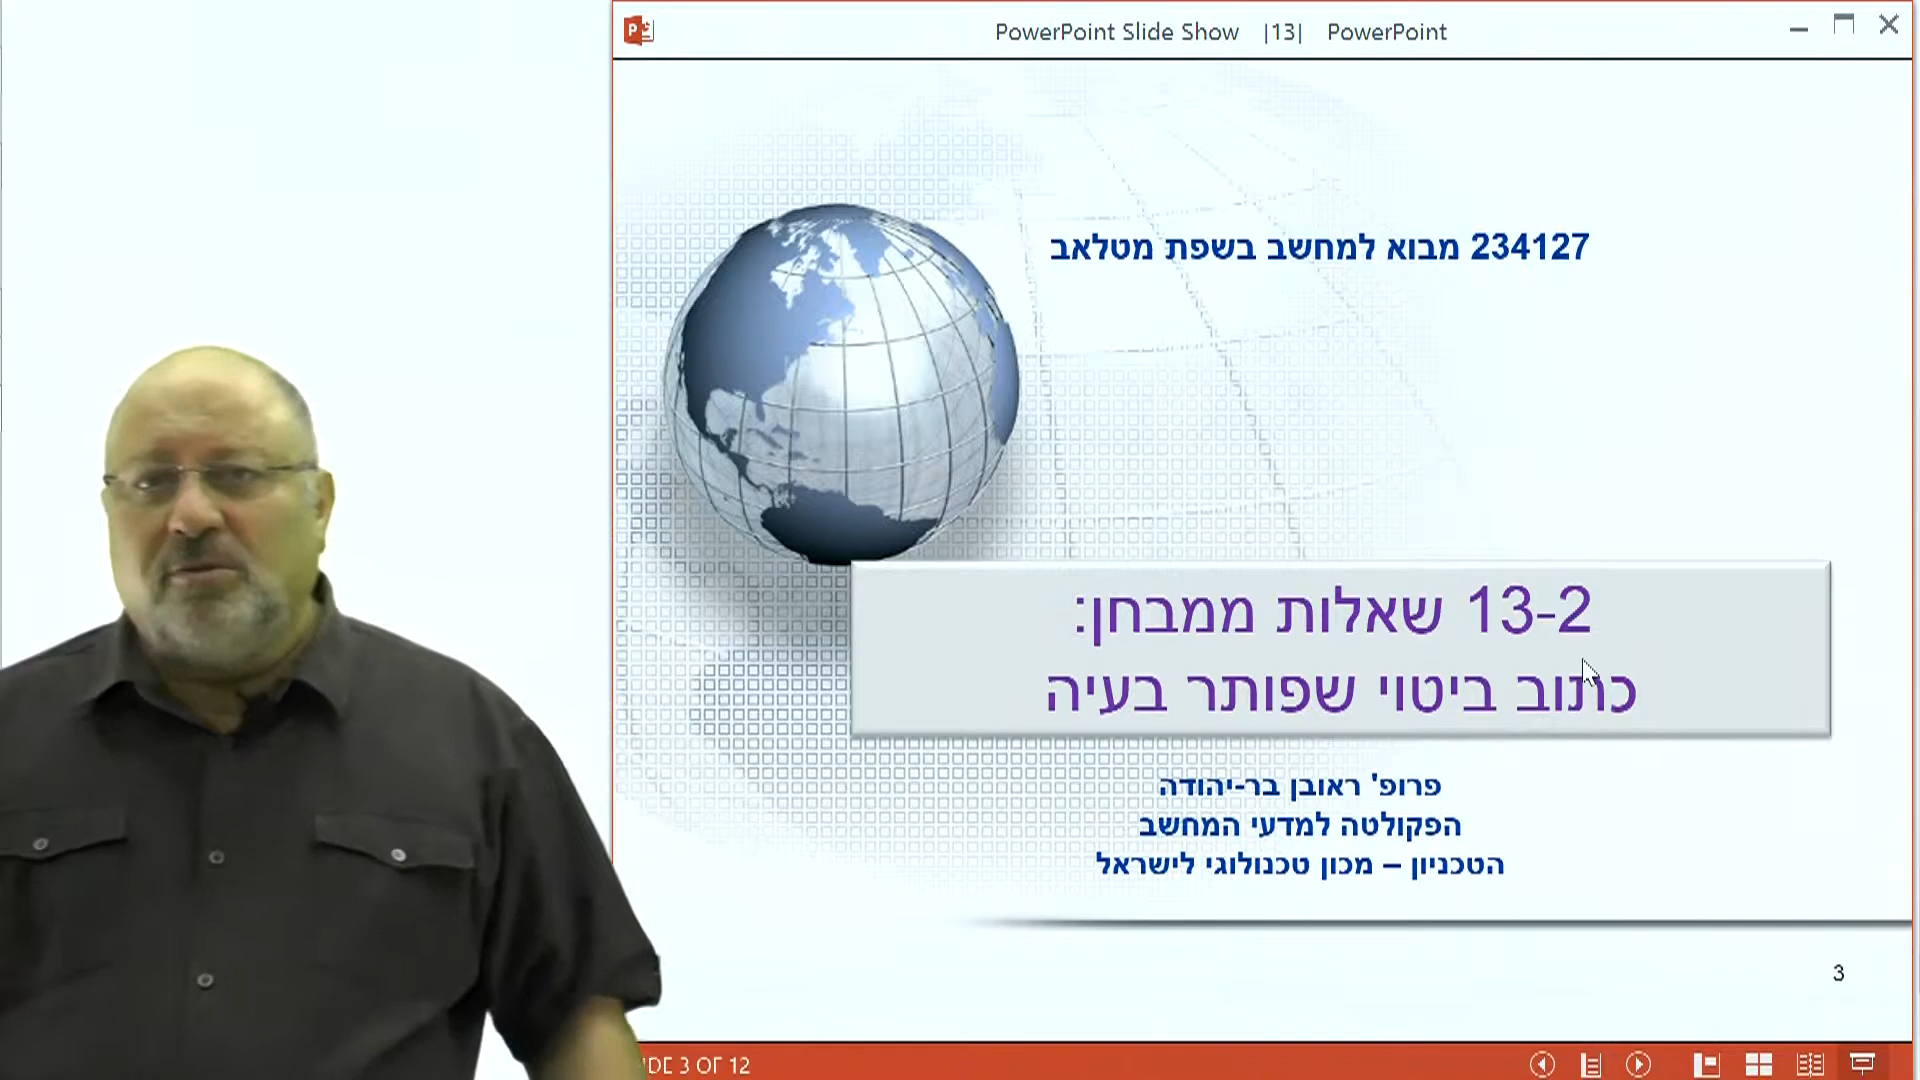 PowerPoint Slide Show |13| PowerPoint
234127 מבוא למחשב בשפת מטלאב
13-2 שאלות ממבחן:
כתוב ביטוי שפותר בעיה
פרופ' ראובן בר-יהודה
הפקולטה למדעי המחשב
הטכניון – מכון טכנולוגי לישראל
3
3 OF 12